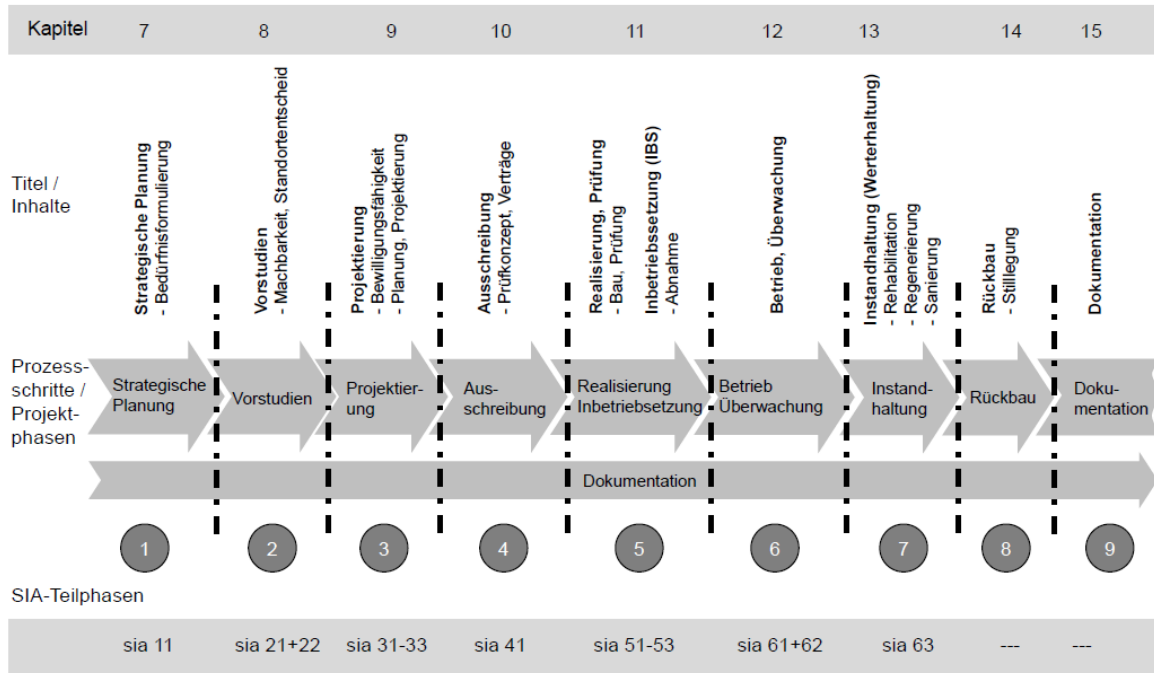 Kapitel 7 8 9 10 11 12 13 14 15
Titel /
Inhalte
Strategische Planung
- Bedürfnisformulierung
Vorstudien
- Machbarkeit, Standortentscheid
Projektierung
- Bewilligungsfähigkeit
- Planung, Projektierung
Ausschreibung
- Prüfkonzept, Verträge
Realisierung, Prüfung
- Bau, Prüfung
Inbetriebssetzung (IBS)
- Abnahme
Betrieb, Überwachung
Instandhaltung (Werterhaltung)
- Rehabilitation
- Regenerierung
- Sanierung
Rückbau
- Stilllegung
Dokumentation
Prozess-
schritte /
Projekt-
phasen
Strategische
Planung
Vorstudien
Projektier-
ung
Aus-
schreibung
Realisierung
Inbetriebsetzung
Betrieb
Überwachung
Instand-
haltung
Rückbau
Doku-
mentation
Dokumentation
1 2 3 4 5 6 7 8 9
SIA-Teilphasen
sia 11 sia 21+22 sia 31-33 sia 41 sia 51-53 sia 61+62 sia 63 --- ---